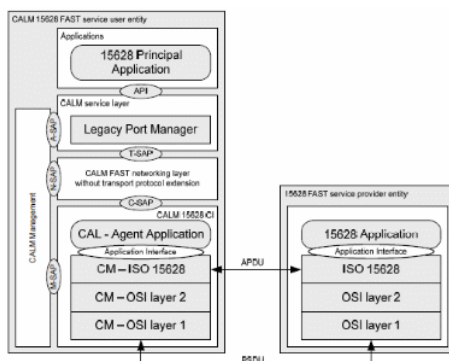 CALM 15628 FAST service user entity
Applications
15628 Principal
Application
API
CALM service layer
Legacy Port Manager
A-SAP
T-SAP
CALM FAST networking layer
without transport protocol extension
N-SAP
C-SAP
CALM Management
M-SAP
CALM 15628 CI
CAL - Agent Application
Application Interface
CM – ISO 15628
CM – OSI layer 2
CM – OSI layer 1
APDU
15628 FAST service provider entity
15628 Application
Application Interface
ISO 15628
OSI layer 2
OSI layer 1